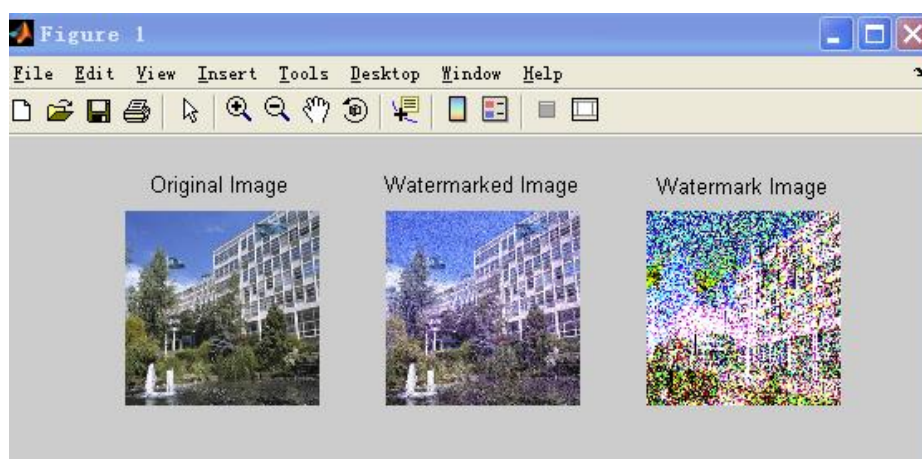 Figure 1
File Edit View Insert Tools Desktop Window Help
Original Image Watermarked Image Watermark Image